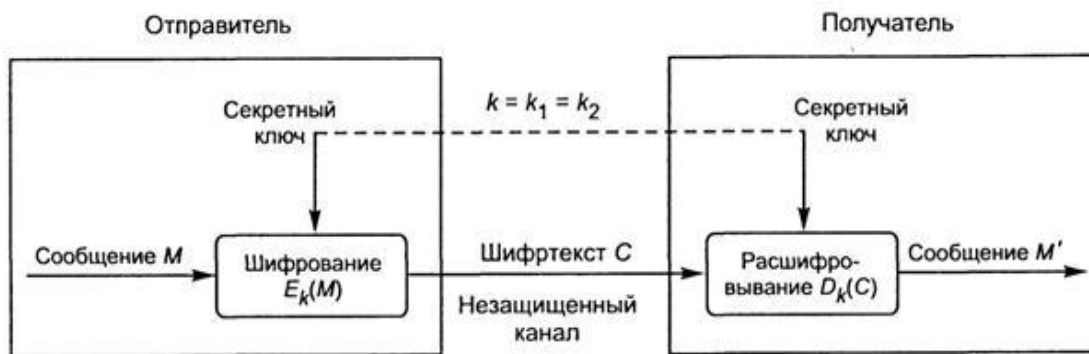 Отправитель
Получатель
Секретный
ключ
k = k₁ = k₂
Секретный
ключ
Сообщение M
Шифрование
Eₖ(M)
Шифртекст C
Незащищенный
канал
Расшифро-
вывание Dₖ(C)
Сообщение M'